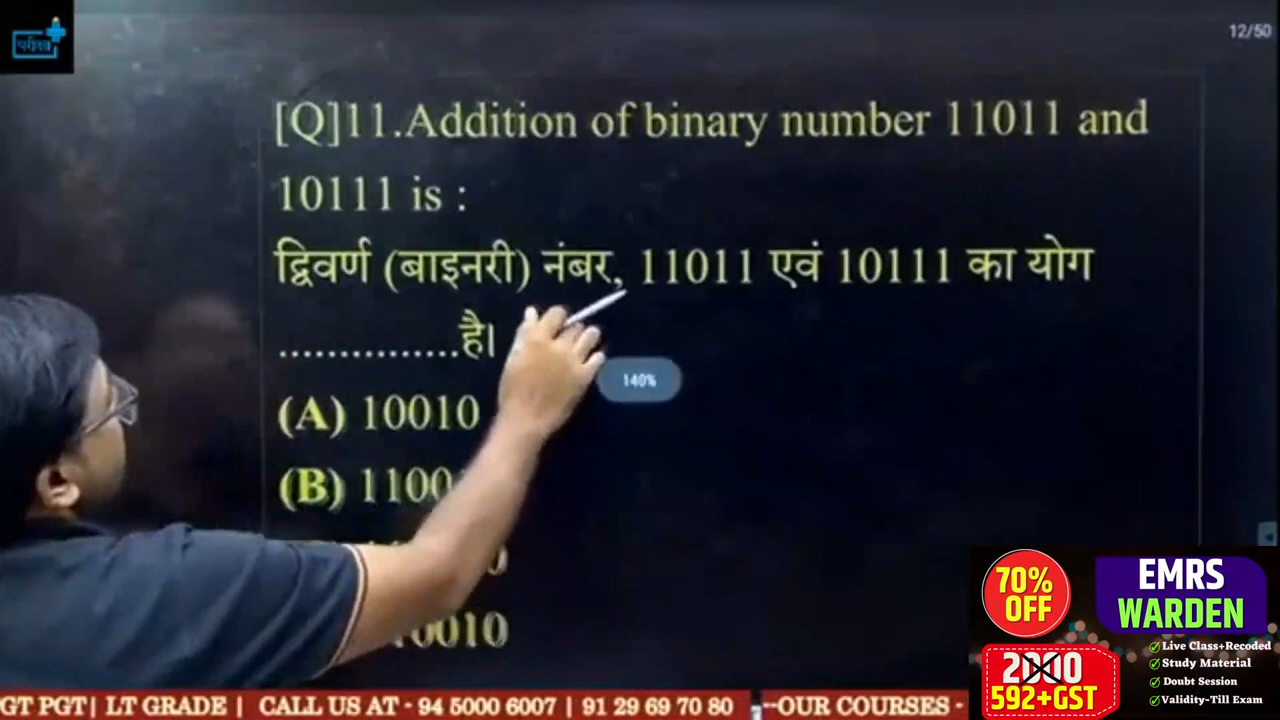 परीक्षा
12/50
[Q]11.Addition of binary number 11011 and
10111 is :
द्विवर्ण (बाइनरी) नंबर, 11011 एवं 10111 का योग
...............है।
140%
(A) 10010
(B) 1100
0010
70%
OFF
EMRS
WARDEN
2000
592+GST
Live Class+Recoded
Study Material
Doubt Session
Validity-Till Exam
GT PGT| LT GRADE | CALL US AT - 94 5000 6007 | 91 29 69 70 80
--OUR COURSES -